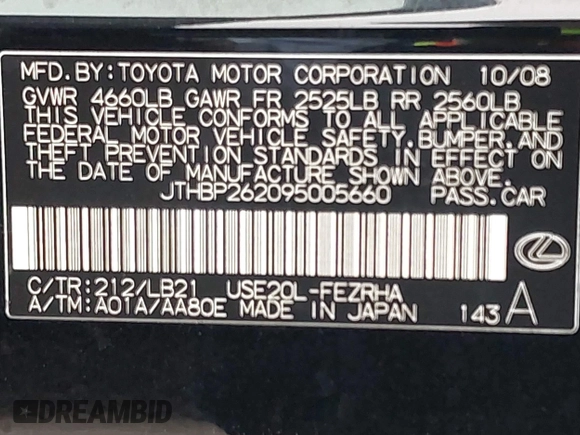 MFD.BY:TOYOTA MOTOR CORPORATION 10/08
GVWR 4660LB GAWR FR 2525LB RR 2560LB
THIS VEHICLE CONFORMS TO ALL APPLICABLE
FEDERAL MOTOR VEHICLE SAFETY,BUMPER,AND
THEFT PREVENTION STANDARDS IN EFFECT ON
THE DATE OF MANUFACTURE SHOWN ABOVE.
JTHBP262095005660 PASS.CAR
C/TR:212/LB21 USE20L-FEZRHA
A/TM:A01A/AA80E MADE IN JAPAN 143 A
DREAMBID